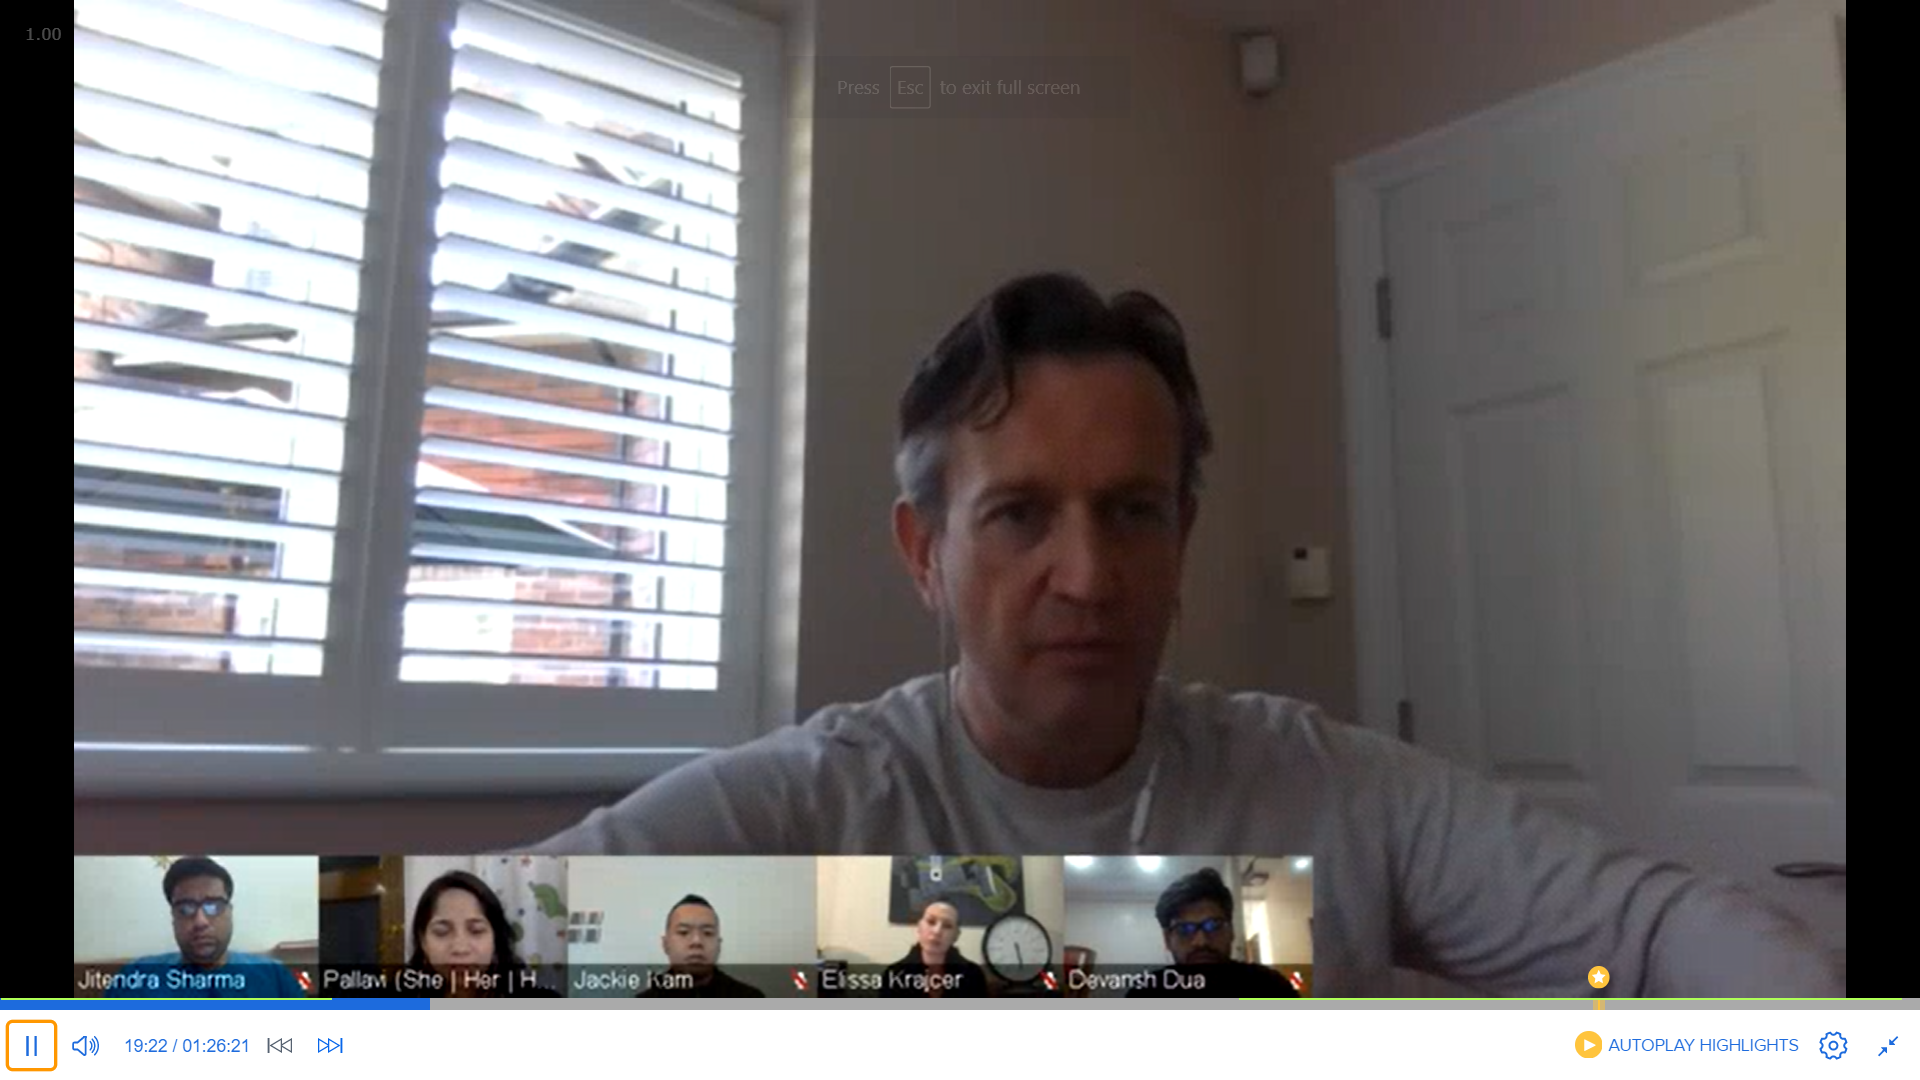 1.00
Press Esc to exit full screen
Jitendra Sharma
Pallavi (She | Her | H...
Jackie Kam
Elissa Krajcer
Devansh Dua
19:22 / 01:26:21
AUTOPLAY HIGHLIGHTS